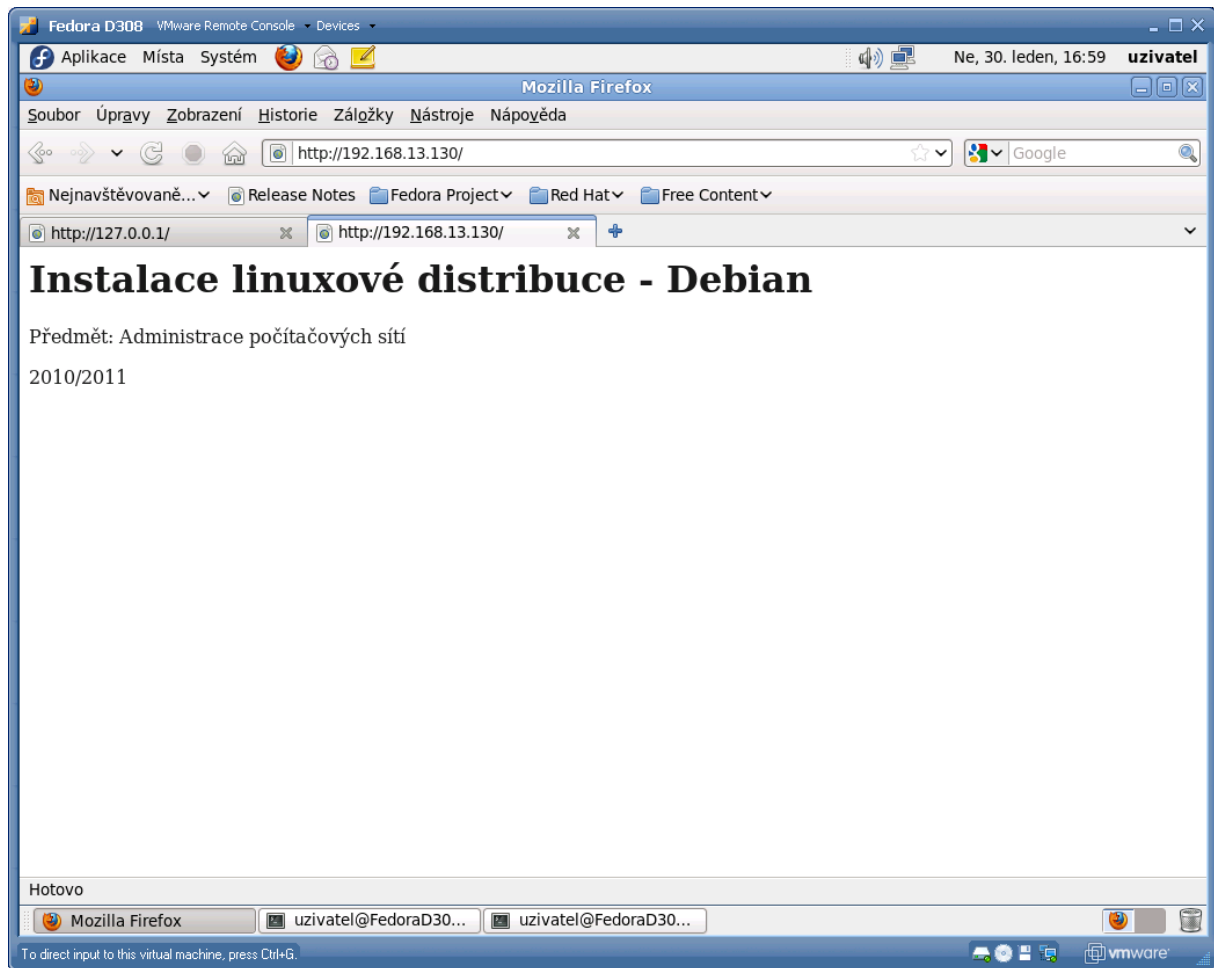 Fedora D308 VMware Remote Console Devices
Aplikace Místa Systém Ne, 30. leden, 16:59 uzivatel
Mozilla Firefox
Soubor Úpravy Zobrazení Historie Záložky Nástroje Nápověda
http://192.168.13.130/ Google
Nejnavštěvovaně... Release Notes Fedora Project Red Hat Free Content
http://127.0.0.1/ http://192.168.13.130/
Instalace linuxové distribuce - Debian
Předmět: Administrace počítačových sítí
2010/2011
Hotovo
Mozilla Firefox uzivatel@FedoraD30... uzivatel@FedoraD30...
To direct input to this virtual machine, press Ctrl+G. vmware